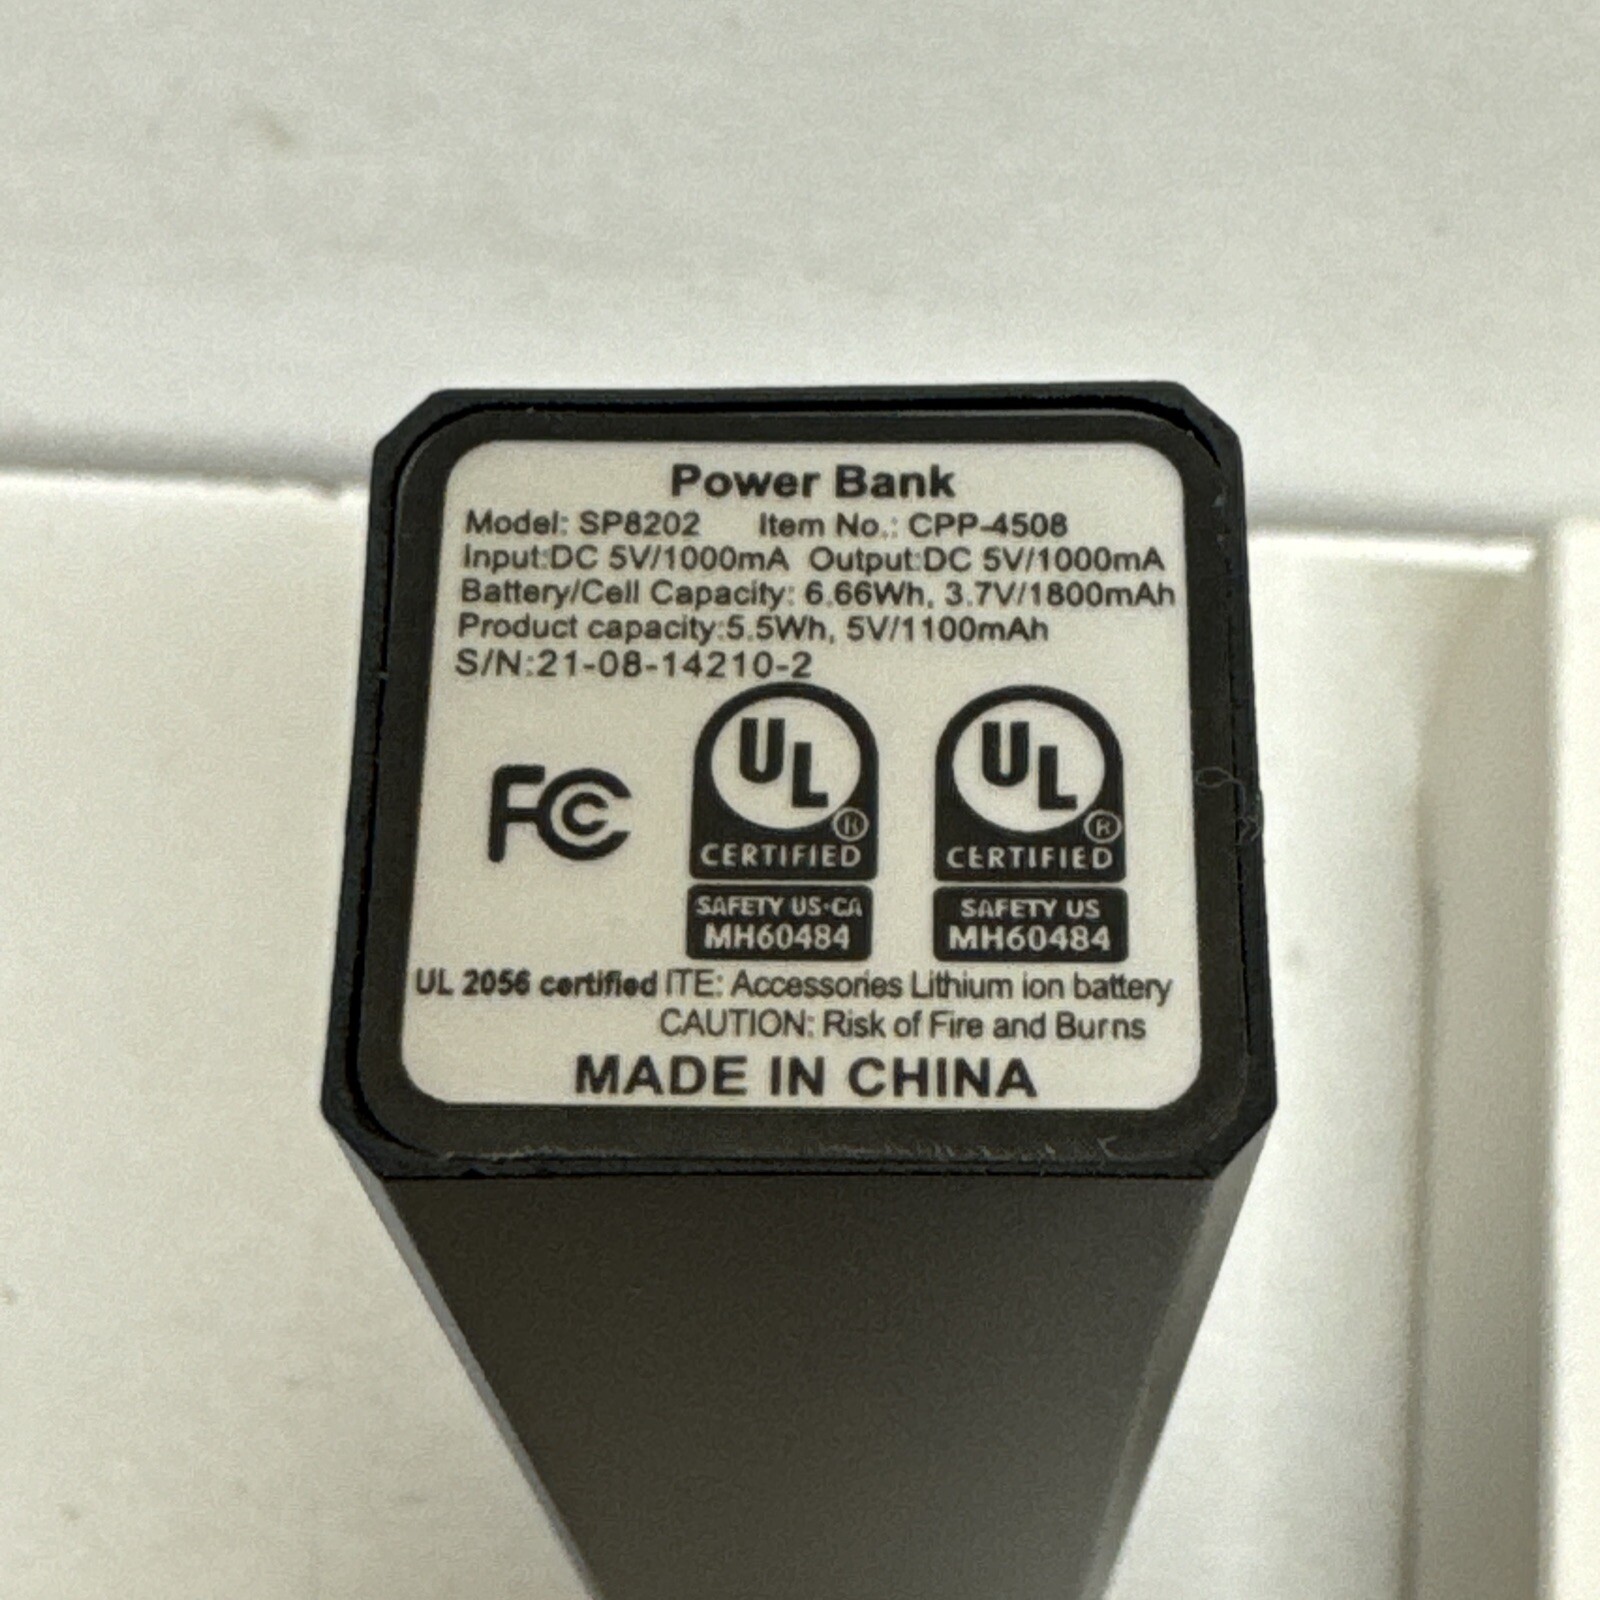 Power Bank
Model: SP8202 Item No.: CPP-4508
Input:DC 5V/1000mA Output:DC 5V/1000mA
Battery/Cell Capacity: 6.66Wh, 3.7V/1800mAh
Product capacity:5.5Wh, 5V/1100mAh
S/N:21-08-14210-2
FC
UL ®
CERTIFIED
SAFETY US-CA
MH60484
UL ®
CERTIFIED
SAFETY US
MH60484
UL 2056 certified ITE: Accessories Lithium ion battery
CAUTION: Risk of Fire and Burns
MADE IN CHINA